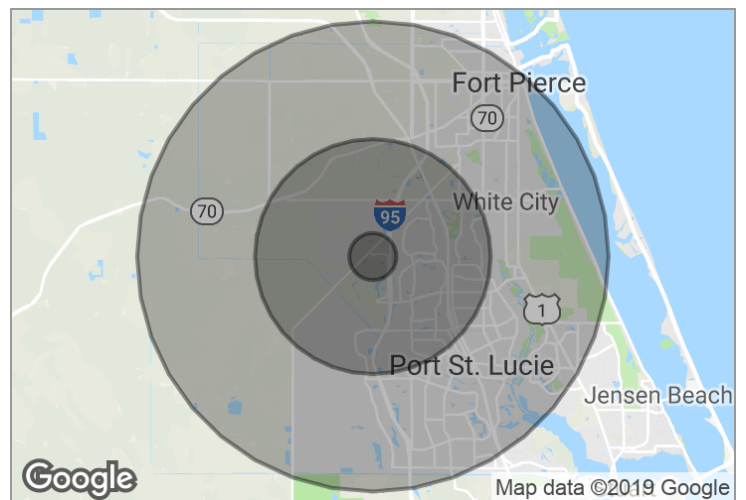 Fort Pierce
70
White City
70
95
1
Port St. Lucie
Jensen Beach
Google
Map data ©2019 Google